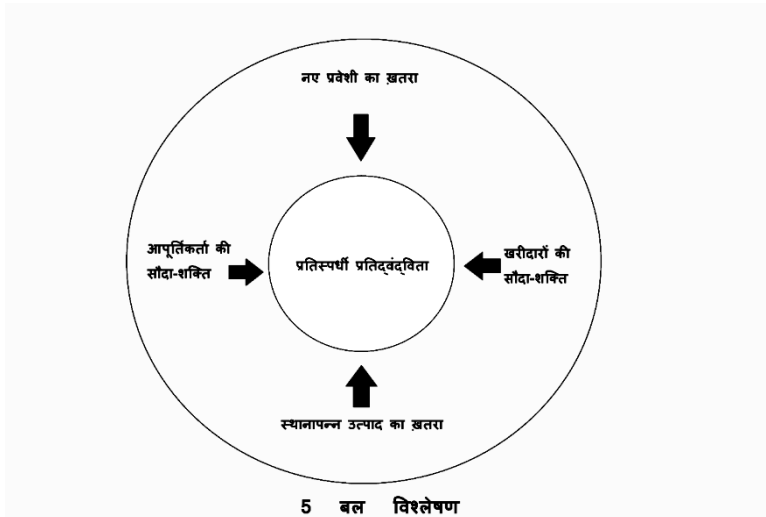 नए प्रवेशी का ख़तरा
आपूर्तिकर्ता की
सौदा-शक्ति
प्रतिस्पर्धी प्रतिद्वंद्विता
खरीदारों की
सौदा-शक्ति
स्थानापन्न उत्पाद का ख़तरा
5 बल विश्लेषण